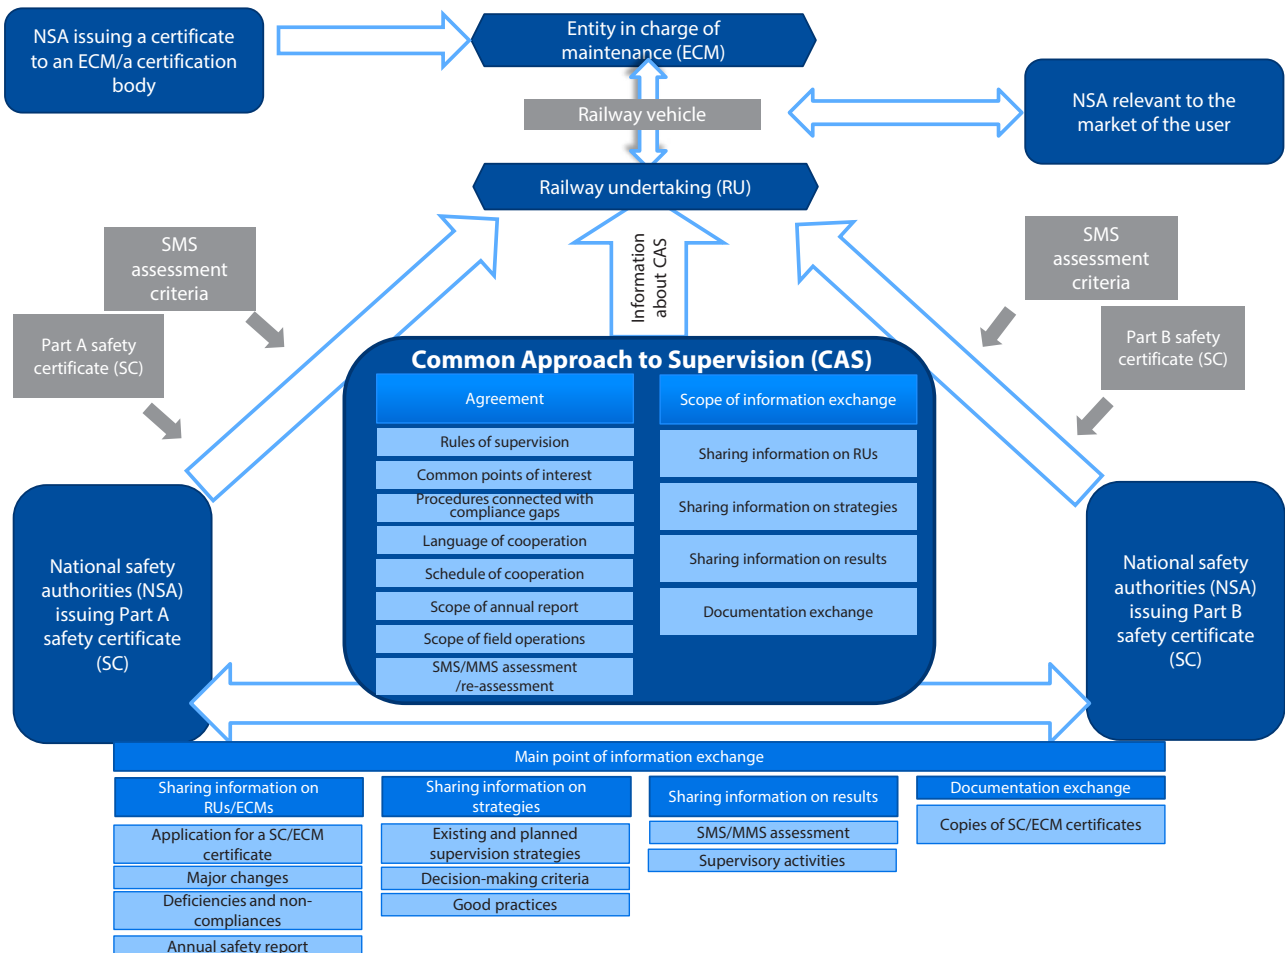 NSA issuing a certificate
to an ECM/a certification
body
Entity in charge of
maintenance (ECM)
Railway vehicle
NSA relevant to the
market of the user
Railway undertaking (RU)
SMS
assessment
criteria
Part A safety
certificate (SC)
Information
about CAS
SMS
assessment
criteria
Part B safety
certificate (SC)
Common Approach to Supervision (CAS)
Agreement
Rules of supervision
Common points of interest
Procedures connected with
compliance gaps
Language of cooperation
Schedule of cooperation
Scope of annual report
Scope of field operations
SMS/MMS assessment
/re-assessment
Scope of information exchange
Sharing information on RUs
Sharing information on strategies
Sharing information on results
Documentation exchange
National safety
authorities (NSA)
issuing Part A
safety certificate
(SC)
National safety
authorities (NSA)
issuing Part B
safety certificate
(SC)
Main point of information exchange
Sharing information on
RUs/ECMs
Application for a SC/ECM
certificate
Major changes
Deficiencies and non-
compliances
Annual safety report
Sharing information on
strategies
Existing and planned
supervision strategies
Decision-making criteria
Good practices
Sharing information on results
SMS/MMS assessment
Supervisory activities
Documentation exchange
Copies of SC/ECM certificates